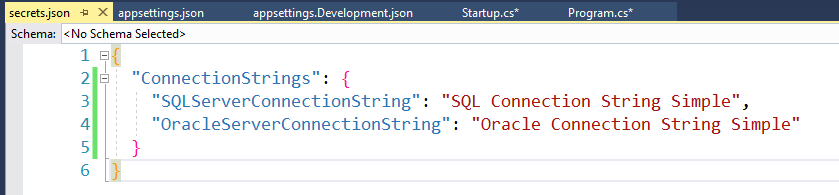 secrets.json appsettings.json appsettings.Development.json Startup.cs* Program.cs*
Schema: <No Schema Selected>
1 {
2 "ConnectionStrings": {
3 "SQLServerConnectionString": "SQL Connection String Simple",
4 "OracleServerConnectionString": "Oracle Connection String Simple"
5 }
6 }